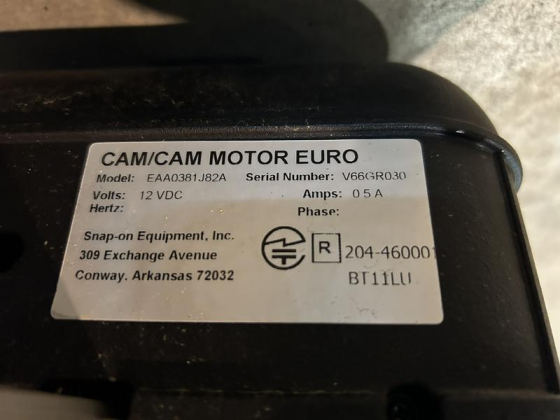 CAM/CAM MOTOR EURO
Model: EAA0381J82A Serial Number: V66GR030
Volts: 12 VDC Amps: 0.5 A
Hertz: Phase:
Snap-on Equipment, Inc.
309 Exchange Avenue
Conway, Arkansas 72032
R 204-460001
BT11LU